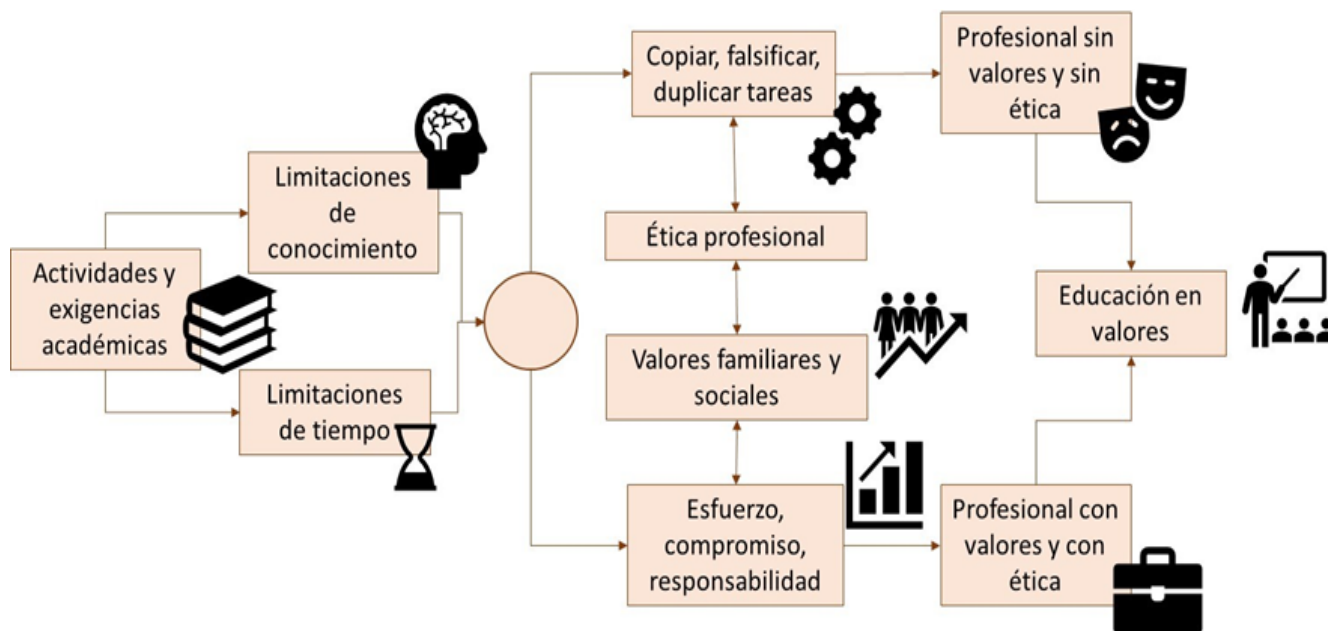 Actividades y
exigencias
académicas
Limitaciones
de
conocimiento
Limitaciones
de tiempo
Copiar, falsificar,
duplicar tareas
Ética profesional
Valores familiares y
sociales
Esfuerzo,
compromiso,
responsabilidad
Profesional sin
valores y sin
ética
Educación en
valores
Profesional con
valores y con
ética